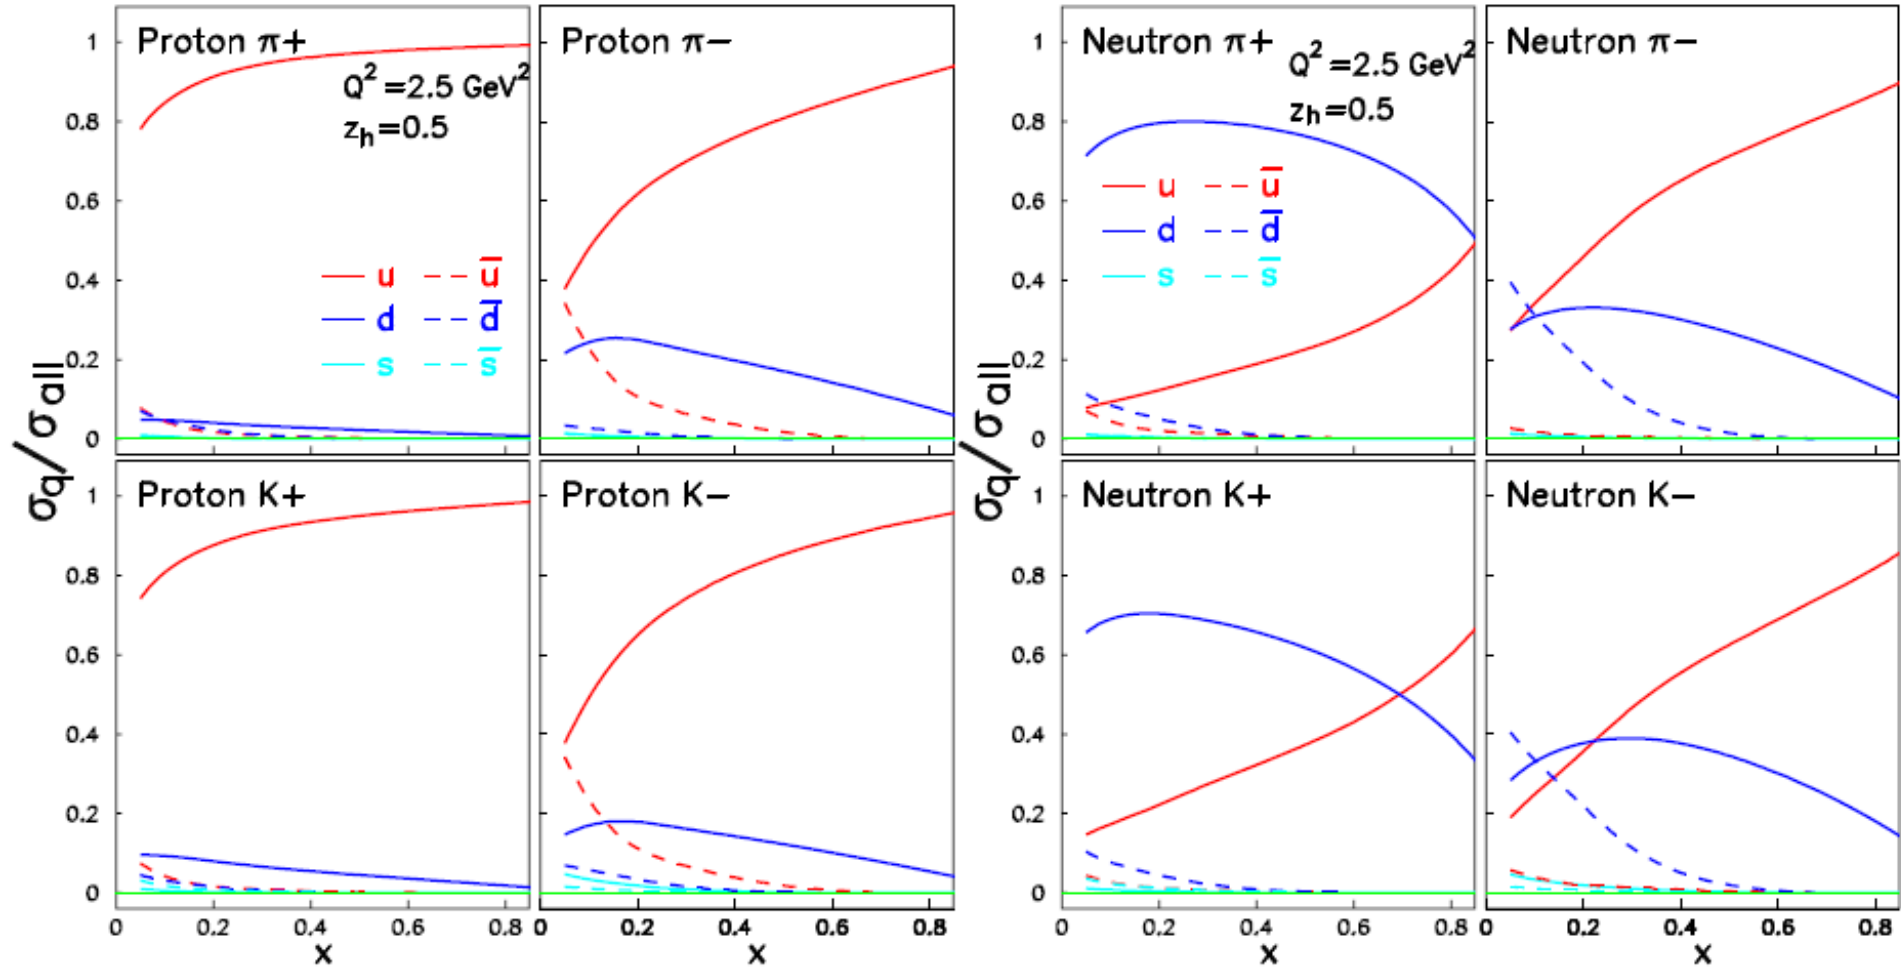 Proton π+
Q²=2.5 GeV²
z_h=0.5
u ū
d d̄
s s̄
1
0.8
0.6
0.4
0.2
0
Proton π−
σq/σall
Neutron π+
Q²=2.5 GeV²
z_h=0.5
u ū
d d̄
s s̄
1
0.8
0.6
0.4
0.2
0
Neutron π−
σq/σall
Proton K+
1
0.8
0.6
0.4
0.2
0
0 0.2 0.4 0.6 0.8
x
Proton K−
0 0.2 0.4 0.6 0.8
x
Neutron K+
1
0.8
0.6
0.4
0.2
0
0 0.2 0.4 0.6 0.8
x
Neutron K−
0 0.2 0.4 0.6 0.8
x